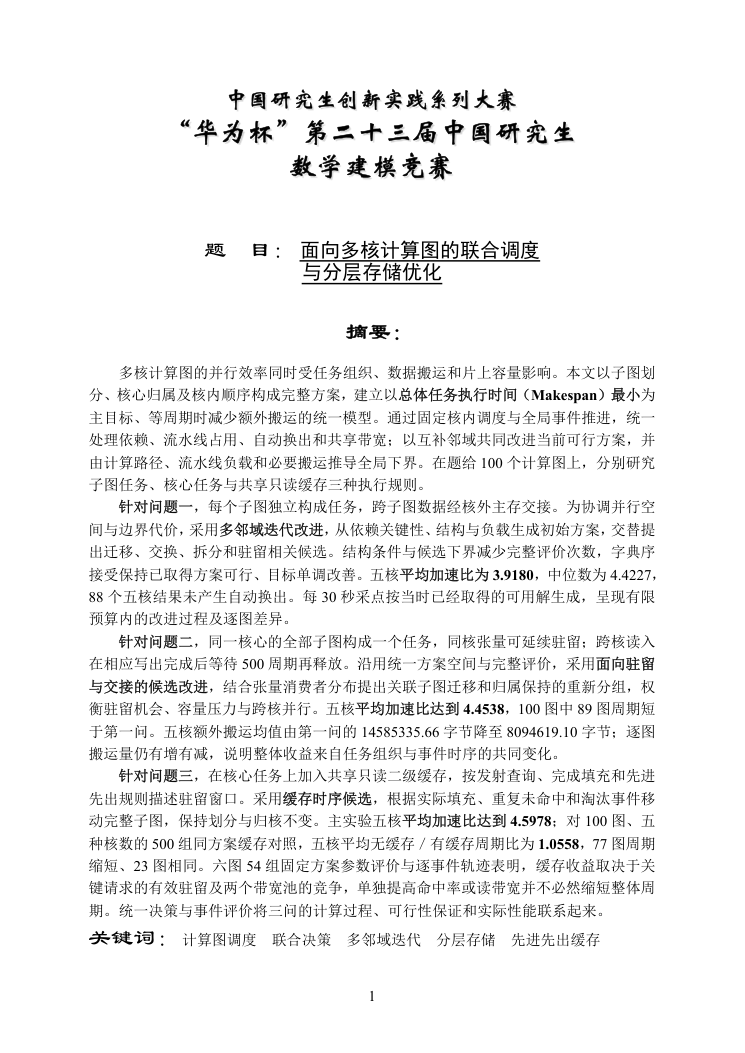 中国研究生创新实践系列大赛
“华为杯”第二十三届中国研究生
数学建模竞赛
题 目: 面向多核计算图的联合调度
与分层存储优化
摘要:
多核计算图的并行效率同时受任务组织、数据搬运和片上容量影响。本文以子图划
分、核心归属及核内顺序构成完整方案，建立以总体任务执行时间（Makespan）最小为
主目标、等周期时减少额外搬运的统一模型。通过固定核内调度与全局事件推进，统一
处理依赖、流水线占用、自动换出和共享带宽；以互补邻域共同改进当前可行方案，并
由计算路径、流水线负载和必要搬运推导全局下界。在题给 100 个计算图上，分别研究
子图任务、核心任务与共享只读缓存三种执行规则。
针对问题一，每个子图独立构成任务，跨子图数据经核外主存交接。为协调并行空
间与边界代价，采用多邻域迭代改进，从依赖关键性、结构与负载生成初始方案，交替提
出迁移、交换、拆分和驻留相关候选。结构条件与候选下界减少完整评价次数，字典序
接受保持已取得方案可行、目标单调改善。五核平均加速比为 3.9180，中位数为 4.4227，
88 个五核结果未产生自动换出。每 30 秒采点按当时已经取得的可用解生成，呈现有限
预算内的改进过程及逐图差异。
针对问题二，同一核心的全部子图构成一个任务，同核张量可延续驻留；跨核读入
在相应写出完成后等待 500 周期再释放。沿用统一方案空间与完整评价，采用面向驻留
与交接的候选改进，结合张量消费者分布提出关联子图迁移和归属保持的重新分组，权
衡驻留机会、容量压力与跨核并行。五核平均加速比达到 4.4538，100 图中 89 图周期短
于第一问。五核额外搬运均值由第一问的 14585335.66 字节降至 8094619.10 字节；逐图
搬运量仍有增有减，说明整体收益来自任务组织与事件时序的共同变化。
针对问题三，在核心任务上加入共享只读二级缓存，按发射查询、完成填充和先进
先出规则描述驻留窗口。采用缓存时序候选，根据实际填充、重复未命中和淘汰事件移
动完整子图，保持划分与归核不变。主实验五核平均加速比达到 4.5978；对 100 图、五
种核数的 500 组同方案缓存对照，五核平均无缓存 / 有缓存周期比为 1.0558，77 图周期
缩短、23 图相同。六图 54 组固定方案参数评价与逐事件轨迹表明，缓存收益取决于关
键请求的有效驻留及两个带宽池的竞争，单独提高命中率或读带宽并不必然缩短整体周
期。统一决策与事件评价将三问的计算过程、可行性保证和实际性能联系起来。
关键词: 计算图调度 联合决策 多邻域迭代 分层存储 先进先出缓存
1